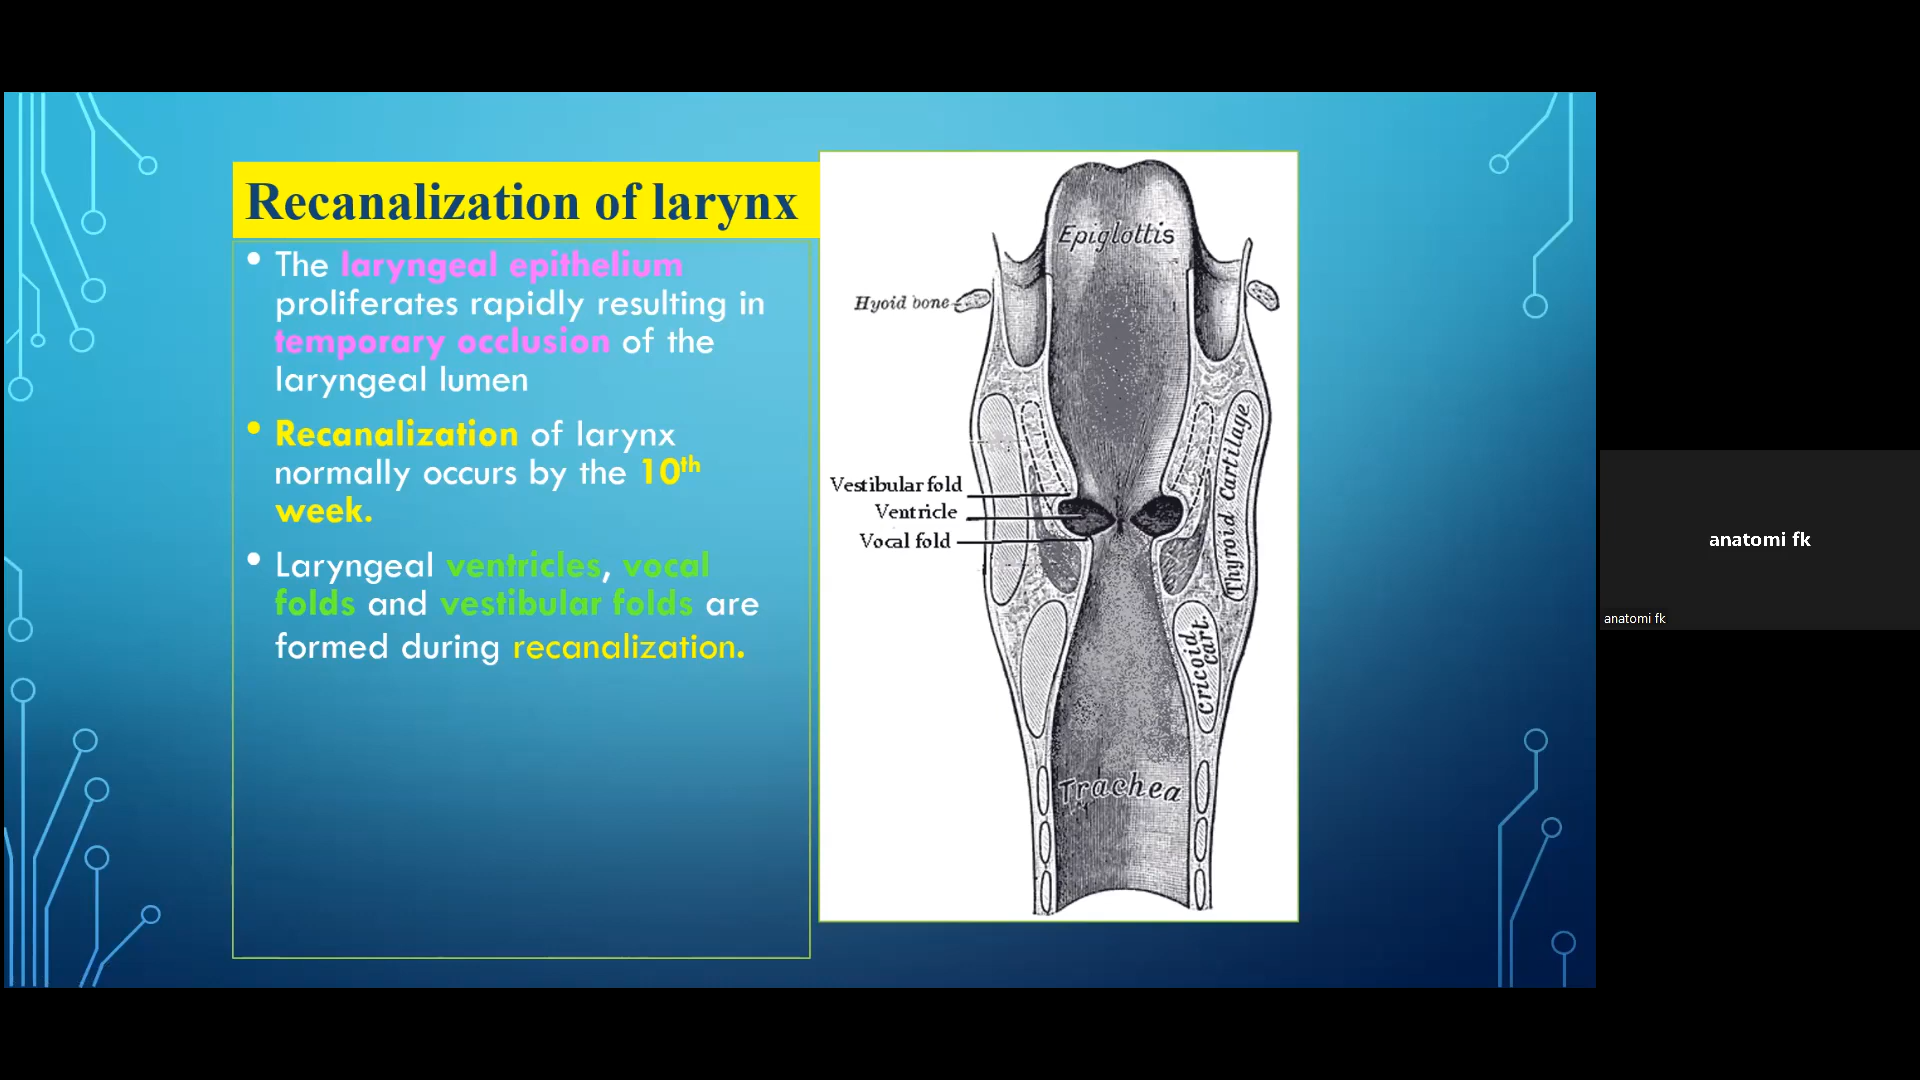 Recanalization of larynx
• The laryngeal epithelium
proliferates rapidly resulting in
temporary occlusion of the
laryngeal lumen
• Recanalization of larynx
normally occurs by the 10th
week.
• Laryngeal ventricles, vocal
folds and vestibular folds are
formed during recanalization.
Epiglottis
Hyoid bone
Vestibular fold
Ventricle
Vocal fold
Thyroid Cartilage
Cricoid
Cart.
Trachea
anatomi fk
anatomi fk